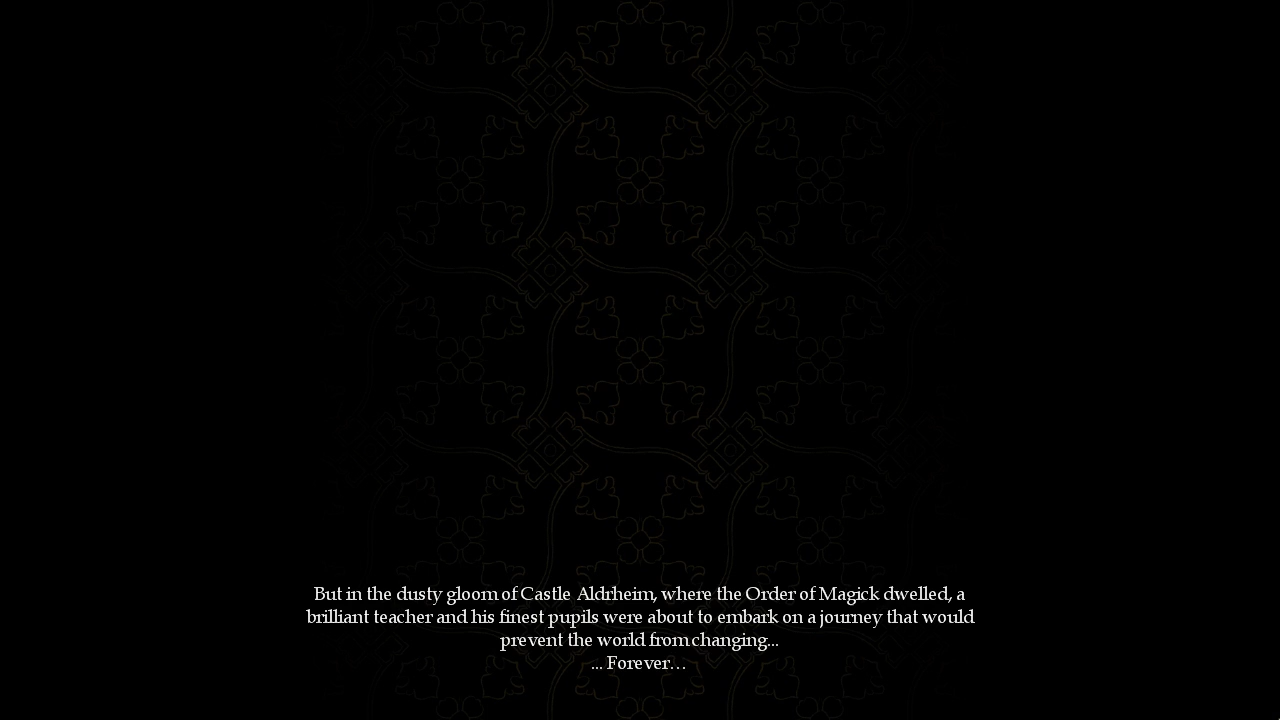 But in the dusty gloom of Castle Aldrheim, where the Order of Magick dwelled, a
brilliant teacher and his finest pupils were about to embark on a journey that would
prevent the world from changing...
... Forever…